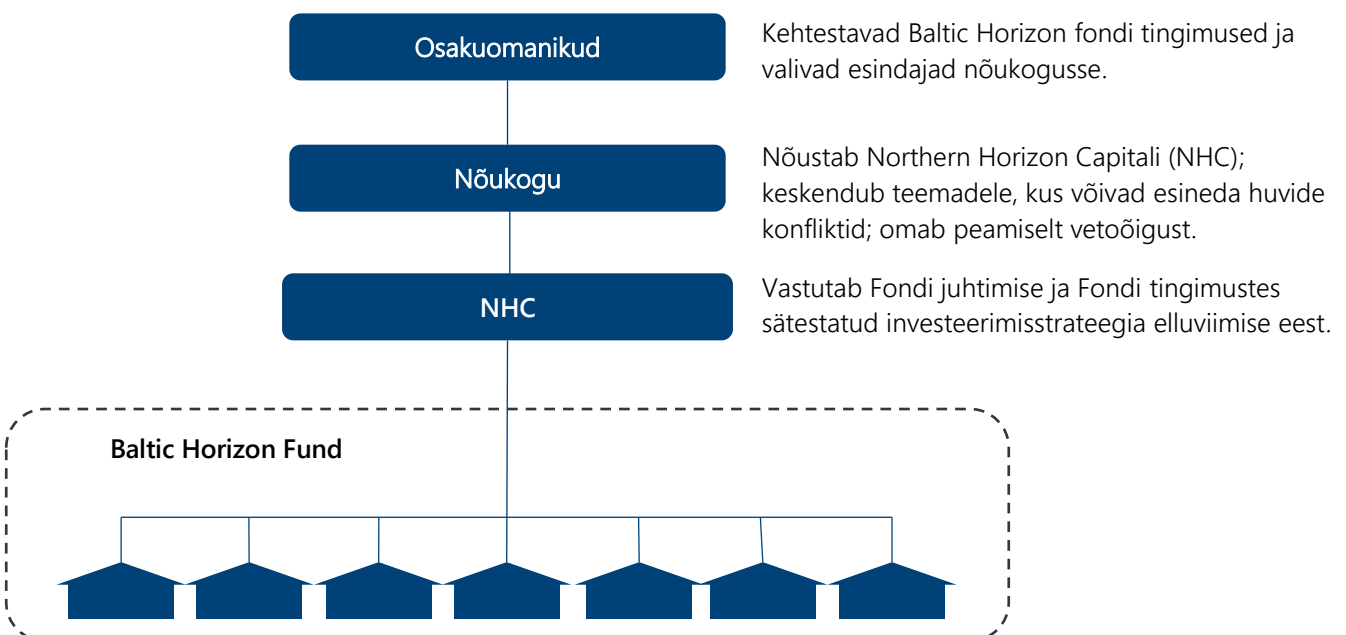 Osakuomanikud
Kehtestavad Baltic Horizon fondi tingimused ja
valivad esindajad nõukogusse.
Nõukogu
Nõustab Northern Horizon Capitali (NHC);
keskendub teemadele, kus võivad esineda huvide
konfliktid; omab peamiselt vetoõigust.
NHC
Vastutab Fondi juhtimise ja Fondi tingimustes
sätestatud investeerimisstrateegia elluviimise eest.
Baltic Horizon Fund